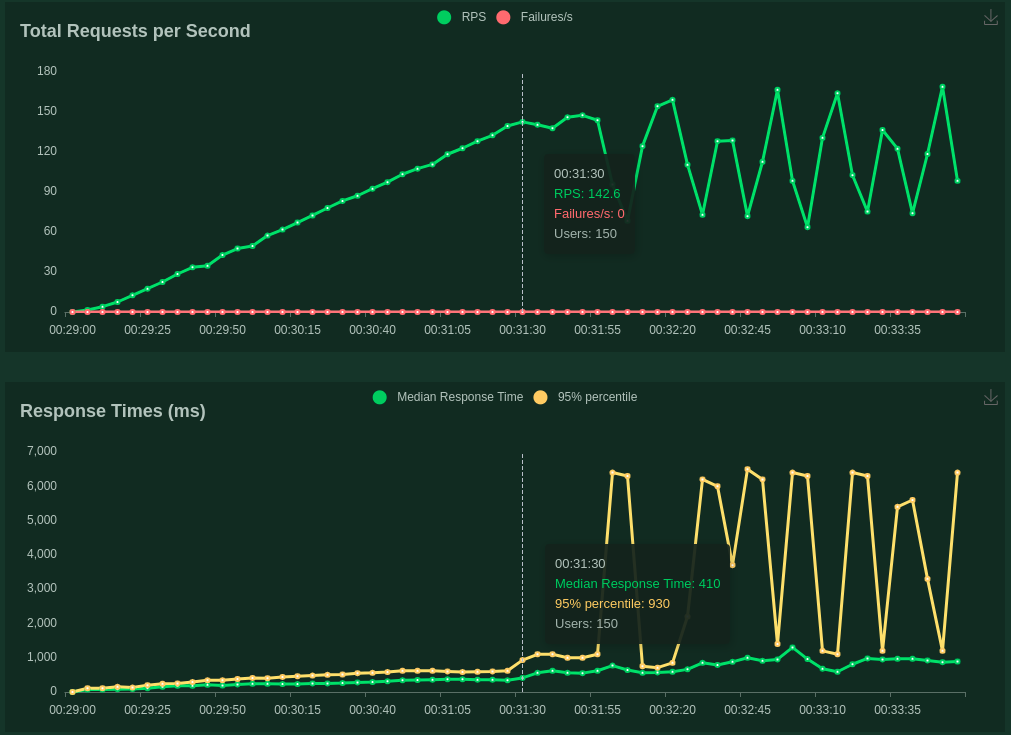 RPS Failures/s
Total Requests per Second
180
150
120
90
60
30
0
00:31:30
RPS: 142.6
Failures/s: 0
Users: 150
00:29:00 00:29:25 00:29:50 00:30:15 00:30:40 00:31:05 00:31:30 00:31:55 00:32:20 00:32:45 00:33:10 00:33:35
Median Response Time 95% percentile
Response Times (ms)
7,000
6,000
5,000
4,000
3,000
2,000
1,000
0
00:31:30
Median Response Time: 410
95% percentile: 930
Users: 150
00:29:00 00:29:25 00:29:50 00:30:15 00:30:40 00:31:05 00:31:30 00:31:55 00:32:20 00:32:45 00:33:10 00:33:35